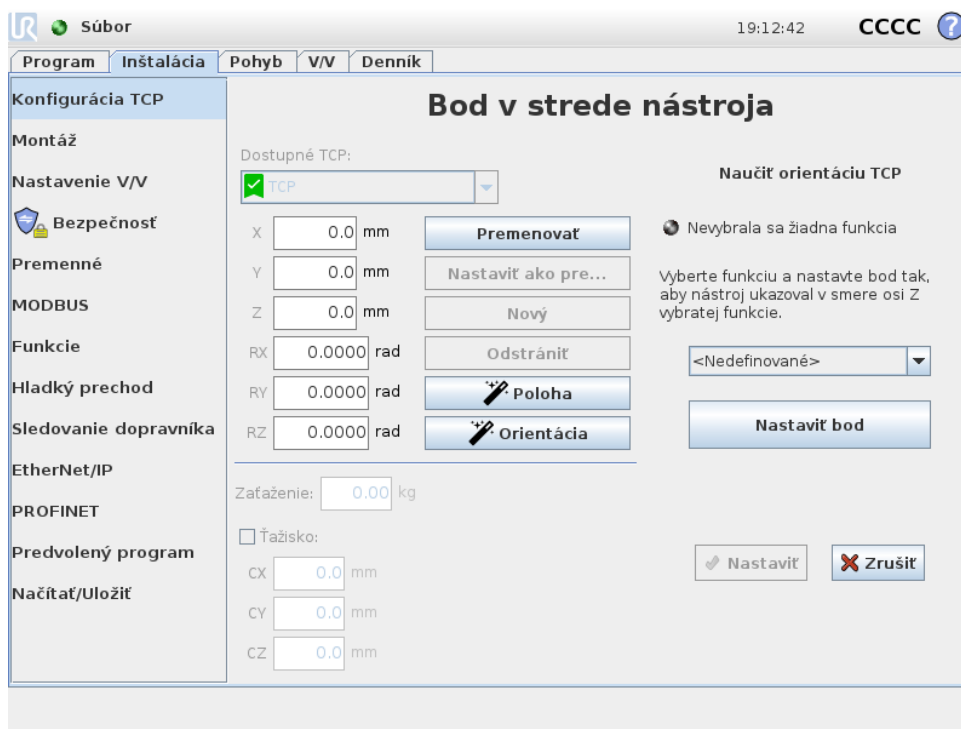 UR Súbor 19:12:42 CCCC ?
Program Inštalácia Pohyb V/V Denník
Konfigurácia TCP
Montáž
Nastavenie V/V
Bezpečnosť
Premenné
MODBUS
Funkcie
Hladký prechod
Sledovanie dopravníka
EtherNet/IP
PROFINET
Predvolený program
Načítať/Uložiť
Bod v strede nástroja
Dostupné TCP:
TCP
X 0.0 mm Premenovať
Y 0.0 mm Nastaviť ako pre...
Z 0.0 mm Nový
RX 0.0000 rad Odstrániť
RY 0.0000 rad Poloha
RZ 0.0000 rad Orientácia
Zaťaženie: 0.00 kg
Ťažisko:
CX 0.0 mm
CY 0.0 mm
CZ 0.0 mm
Naučiť orientáciu TCP
Nevybrala sa žiadna funkcia
Vyberte funkciu a nastavte bod tak,
aby nástroj ukazoval v smere osi Z
vybratej funkcie.
<Nedefinované>
Nastaviť bod
Nastaviť Zrušiť